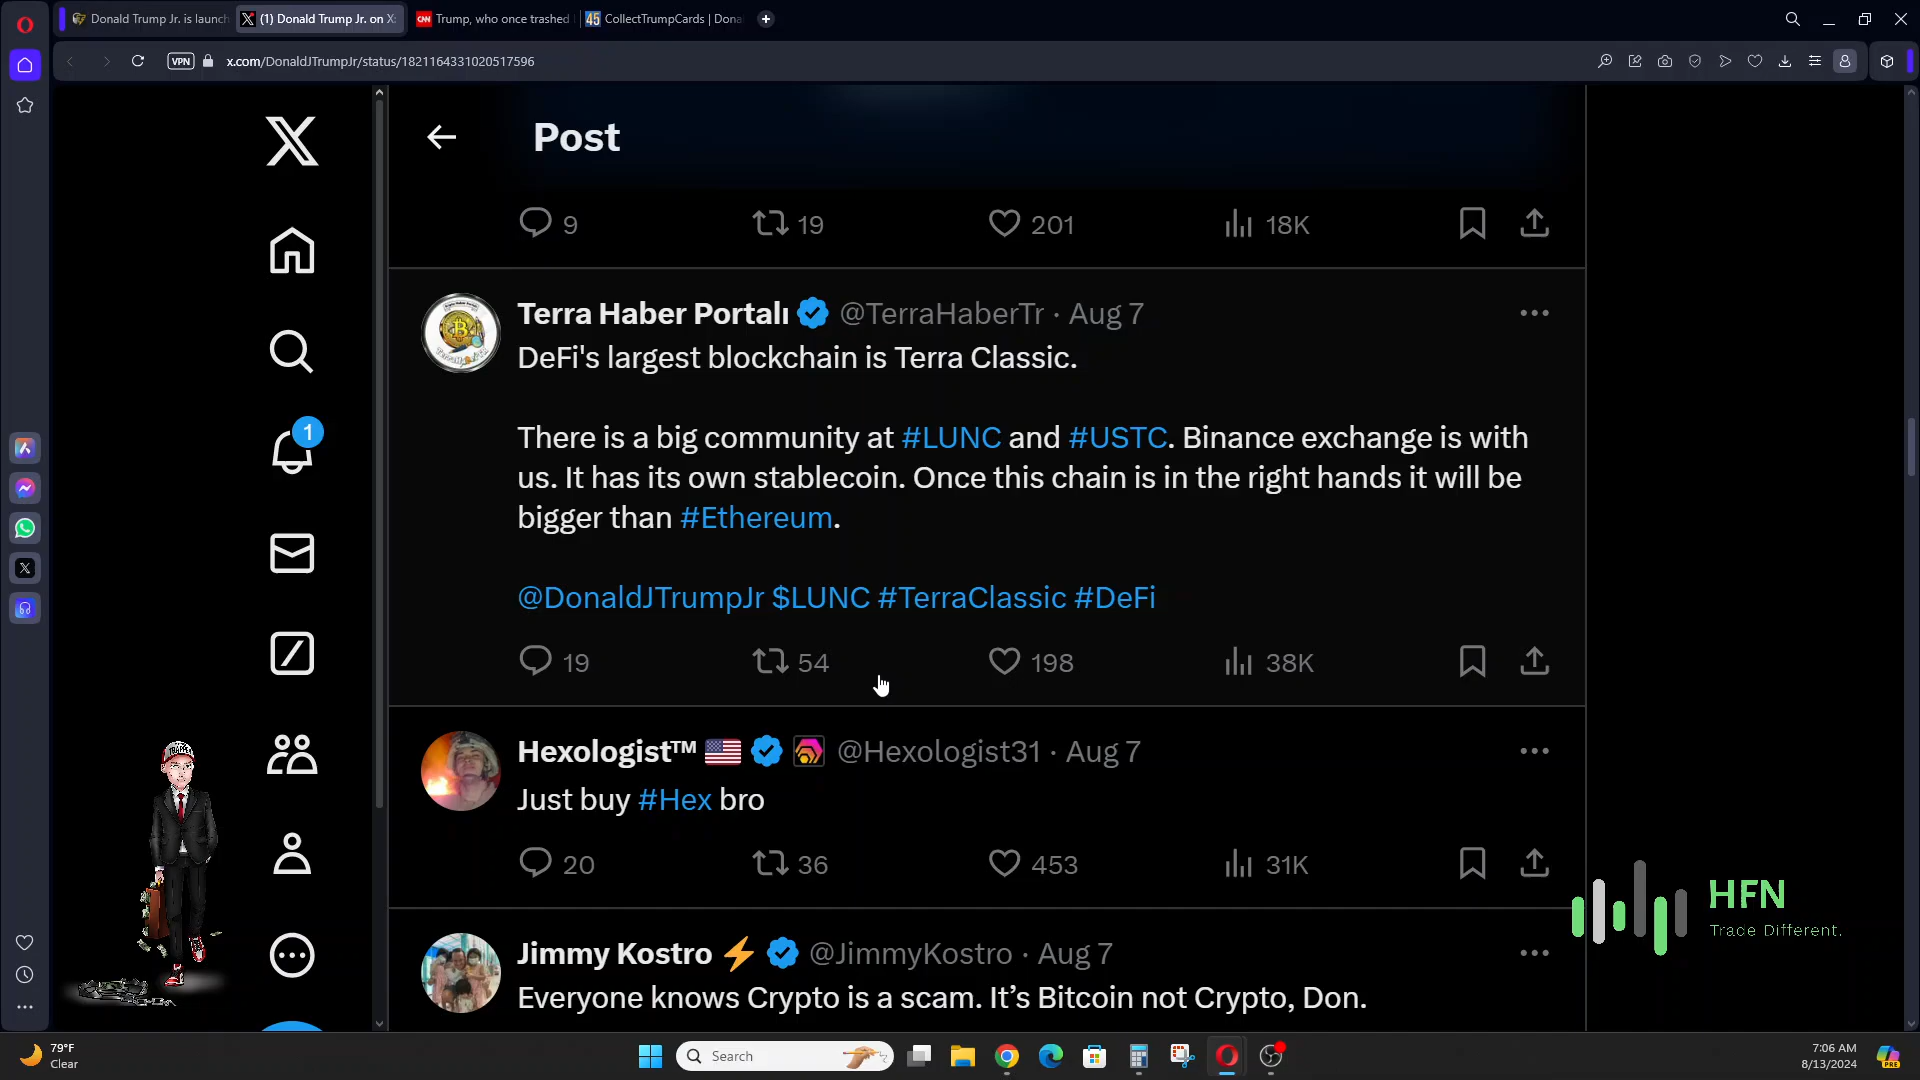 Donald Trump Jr. is launch
(1) Donald Trump Jr. on X:
CNN Trump, who once trashed
45 CollectTrumpCards | Dona
VPN
x.com/DonaldJTrumpJr/status/1821164331020517596
Post
9 19 201 18K
Terra Haber Portalı @TerraHaberTr · Aug 7
DeFi's largest blockchain is Terra Classic.
There is a big community at #LUNC and #USTC. Binance exchange is with
us. It has its own stablecoin. Once this chain is in the right hands it will be
bigger than #Ethereum.
@DonaldJTrumpJr $LUNC #TerraClassic #DeFi
19 54 198 38K
1
Hexologist™ @Hexologist31 · Aug 7
Just buy #Hex bro
20 36 453 31K
HFN
Trade Different.
Jimmy Kostro @JimmyKostro · Aug 7
Everyone knows Crypto is a scam. It's Bitcoin not Crypto, Don.
79°F
Clear
Search
7:06 AM
8/13/2024
PRE